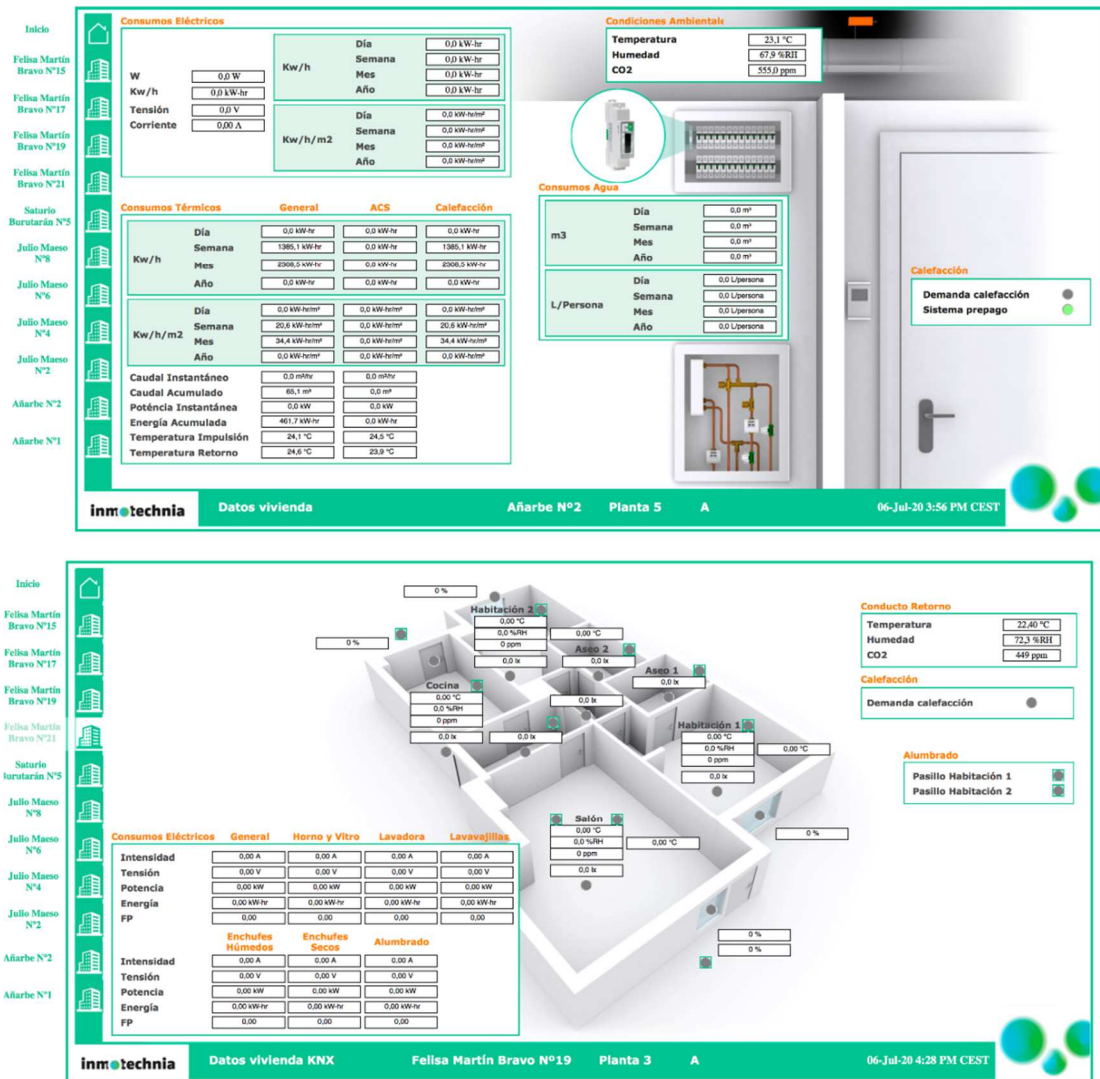 Inicio
Felisa Martín
Bravo Nº15
Felisa Martín
Bravo Nº17
Felisa Martín
Bravo Nº19
Felisa Martín
Bravo Nº21
Saturio
Burutarán Nº5
Julio Maeso
Nº8
Julio Maeso
Nº6
Julio Maeso
Nº4
Julio Maeso
Nº2
Añarbe Nº2
Añarbe Nº1
Consumos Eléctricos
W 0,0 W
Kw/h 0,0 kW-hr
Tensión 0,0 V
Corriente 0,00 A
Kw/h
Día 0,0 kW-hr
Semana 0,0 kW-hr
Mes 0,0 kW-hr
Año 0,0 kW-hr
Kw/h/m2
Día 0,0 kW-hr/m²
Semana 0,0 kW-hr/m²
Mes 0,0 kW-hr/m²
Año 0,0 kW-hr/m²
Condiciones Ambientale
Temperatura 23,1 °C
Humedad 67,9 %RH
CO2 555,0 ppm
Consumos Térmicos General ACS Calefacción
Kw/h
Día 0,0 kW-hr 0,0 kW-hr 0,0 kW-hr
Semana 1385,1 kW-hr 0,0 kW-hr 1385,1 kW-hr
Mes 2308,5 kW-hr 0,0 kW-hr 2308,5 kW-hr
Año 0,0 kW-hr 0,0 kW-hr 0,0 kW-hr
Kw/h/m2
Día 0,0 kW-hr/m² 0,0 kW-hr/m² 0,0 kW-hr/m²
Semana 20,6 kW-hr/m² 0,0 kW-hr/m² 20,6 kW-hr/m²
Mes 34,4 kW-hr/m² 0,0 kW-hr/m² 34,4 kW-hr/m²
Año 0,0 kW-hr/m² 0,0 kW-hr/m² 0,0 kW-hr/m²
Caudal Instantáneo 0,0 m³/hr 0,0 m³/hr
Caudal Acumulado 65,1 m³ 0,0 m³
Poténcia Instantánea 0,0 kW 0,0 kW
Energía Acumulada 461,7 kW-hr 0,0 kW-hr
Temperatura Impulsión 24,1 °C 24,5 °C
Temperatura Retorno 24,6 °C 23,9 °C
Consumos Agua
m3
Día 0,0 m³
Semana 0,0 m³
Mes 0,0 m³
Año 0,0 m³
L/Persona
Día 0,0 L/persona
Semana 0,0 L/persona
Mes 0,0 L/persona
Año 0,0 L/persona
Calefacción
Demanda calefacción
Sistema prepago
inmotechnia Datos vivienda Añarbe Nº2 Planta 5 A 06-Jul-20 3:56 PM CEST
Inicio
Felisa Martín
Bravo Nº15
Felisa Martín
Bravo Nº17
Felisa Martín
Bravo Nº19
Felisa Martín
Bravo Nº21
Saturio
urutarán Nº5
Julio Maeso
Nº8
Julio Maeso
Nº6
Julio Maeso
Nº4
Julio Maeso
Nº2
Añarbe Nº2
Añarbe Nº1
0 %
0 %
Habitación 2
0,00 °C
0,0 %RH
0 ppm
0,0 lx
0,00 °C
Aseo 2
0,0 lx
Aseo 1
0,0 lx
Cocina
0,00 °C
0,0 %RH
0 ppm
0,0 lx
0,0 lx
0,0 lx
Habitación 1
0,00 °C
0,0 %RH
0 ppm
0,0 lx
0,00 °C
Salón
0,00 °C
0,0 %RH
0 ppm
0,0 lx
0,00 °C
0 %
0 %
0 %
Conducto Retorno
Temperatura 22,40 °C
Humedad 72,3 %RH
CO2 449 ppm
Calefacción
Demanda calefacción
Alumbrado
Pasillo Habitación 1
Pasillo Habitación 2
Consumos Eléctricos General Horno y Vitro Lavadora Lavavajillas
Intensidad 0,00 A 0,00 A 0,00 A 0,00 A
Tensión 0,00 V 0,00 V 0,00 V 0,00 V
Potencia 0,00 kW 0,00 kW 0,00 kW 0,00 kW
Energía 0,00 kW-hr 0,00 kW-hr 0,00 kW-hr 0,00 kW-hr
FP 0,00 0,00 0,00 0,00
Enchufes Húmedos Enchufes Secos Alumbrado
Intensidad 0,00 A 0,00 A 0,00 A
Tensión 0,00 V 0,00 V 0,00 V
Potencia 0,00 kW 0,00 kW 0,00 kW
Energía 0,00 kW-hr 0,00 kW-hr 0,00 kW-hr
FP 0,00 0,00 0,00
inmotechnia Datos vivienda KNX Felisa Martín Bravo Nº19 Planta 3 A 06-Jul-20 4:28 PM CEST